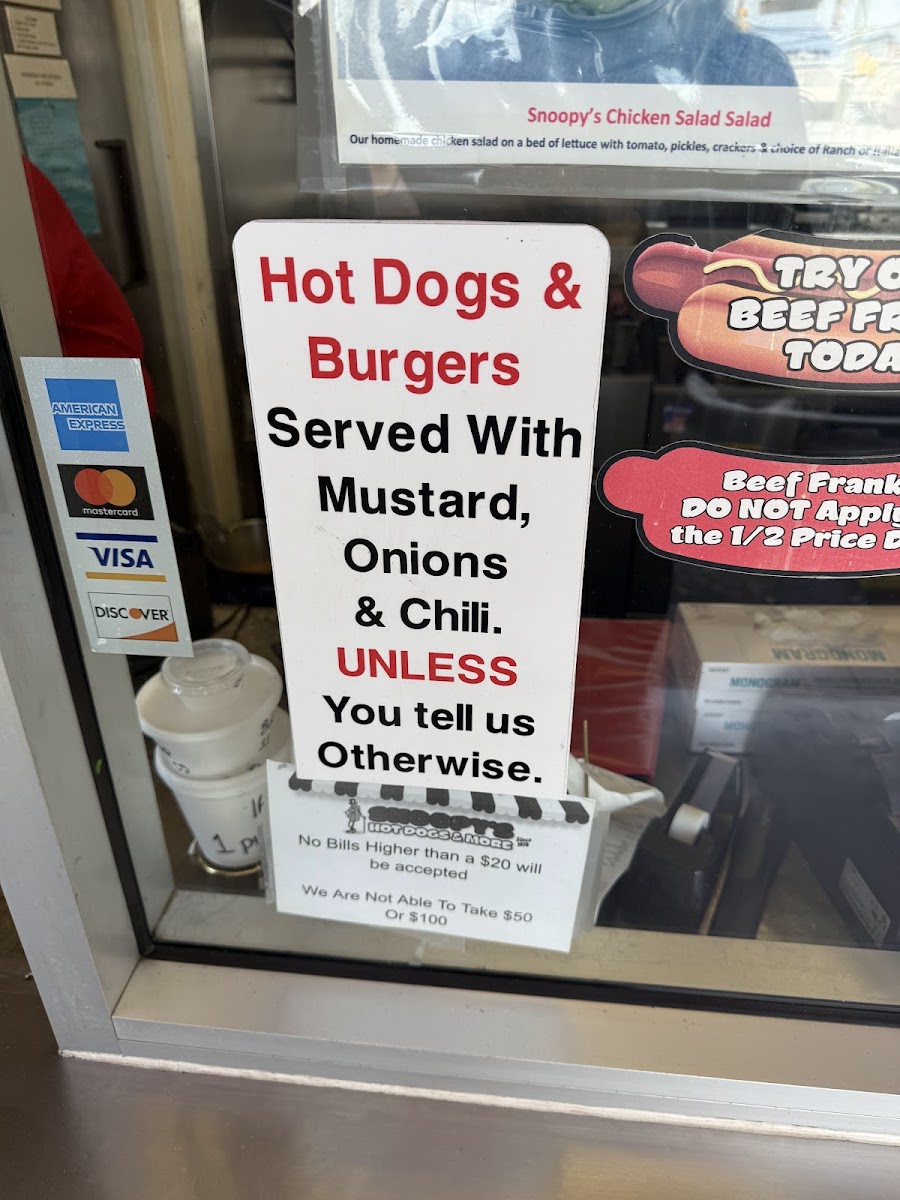 Snoopy's Chicken Salad Salad
Our homemade chicken salad on a bed of lettuce with tomato, pickles, crackers & choice of Ranch or
Hot Dogs &
Burgers
Served With
Mustard,
Onions
& Chili.
UNLESS
You tell us
Otherwise.
AMERICAN
EXPRESS
mastercard
VISA
DISCOVER
TRY
BEEF
TODA
Beef Frank
DO NOT Apply
the 1/2 Price
MONOGRAM
MONOGRAM
SNOOPY'S
HOT DOGS & MORE
Since
No Bills Higher than a $20 will
be accepted
We Are Not Able To Take $50
Or $100